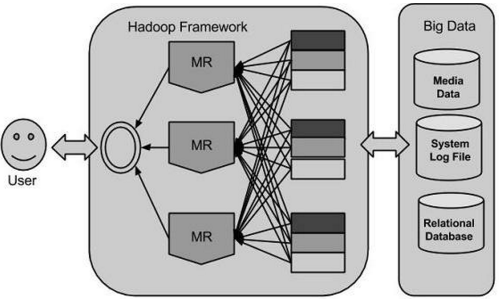 Hadoop Framework
Big Data
MR
Media
Data
User
MR
System
Log File
MR
Relational
Database